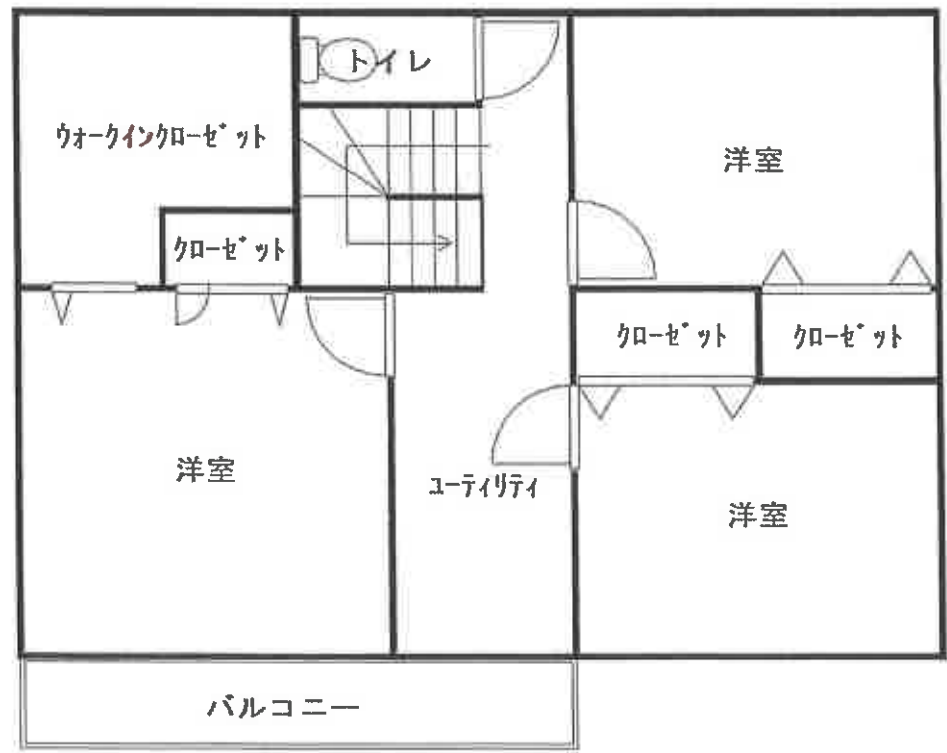 トイレ
ウォークインクローゼット
洋室
クローゼット
クローゼット
クローゼット
洋室
ユーティリティ
洋室
バルコニー